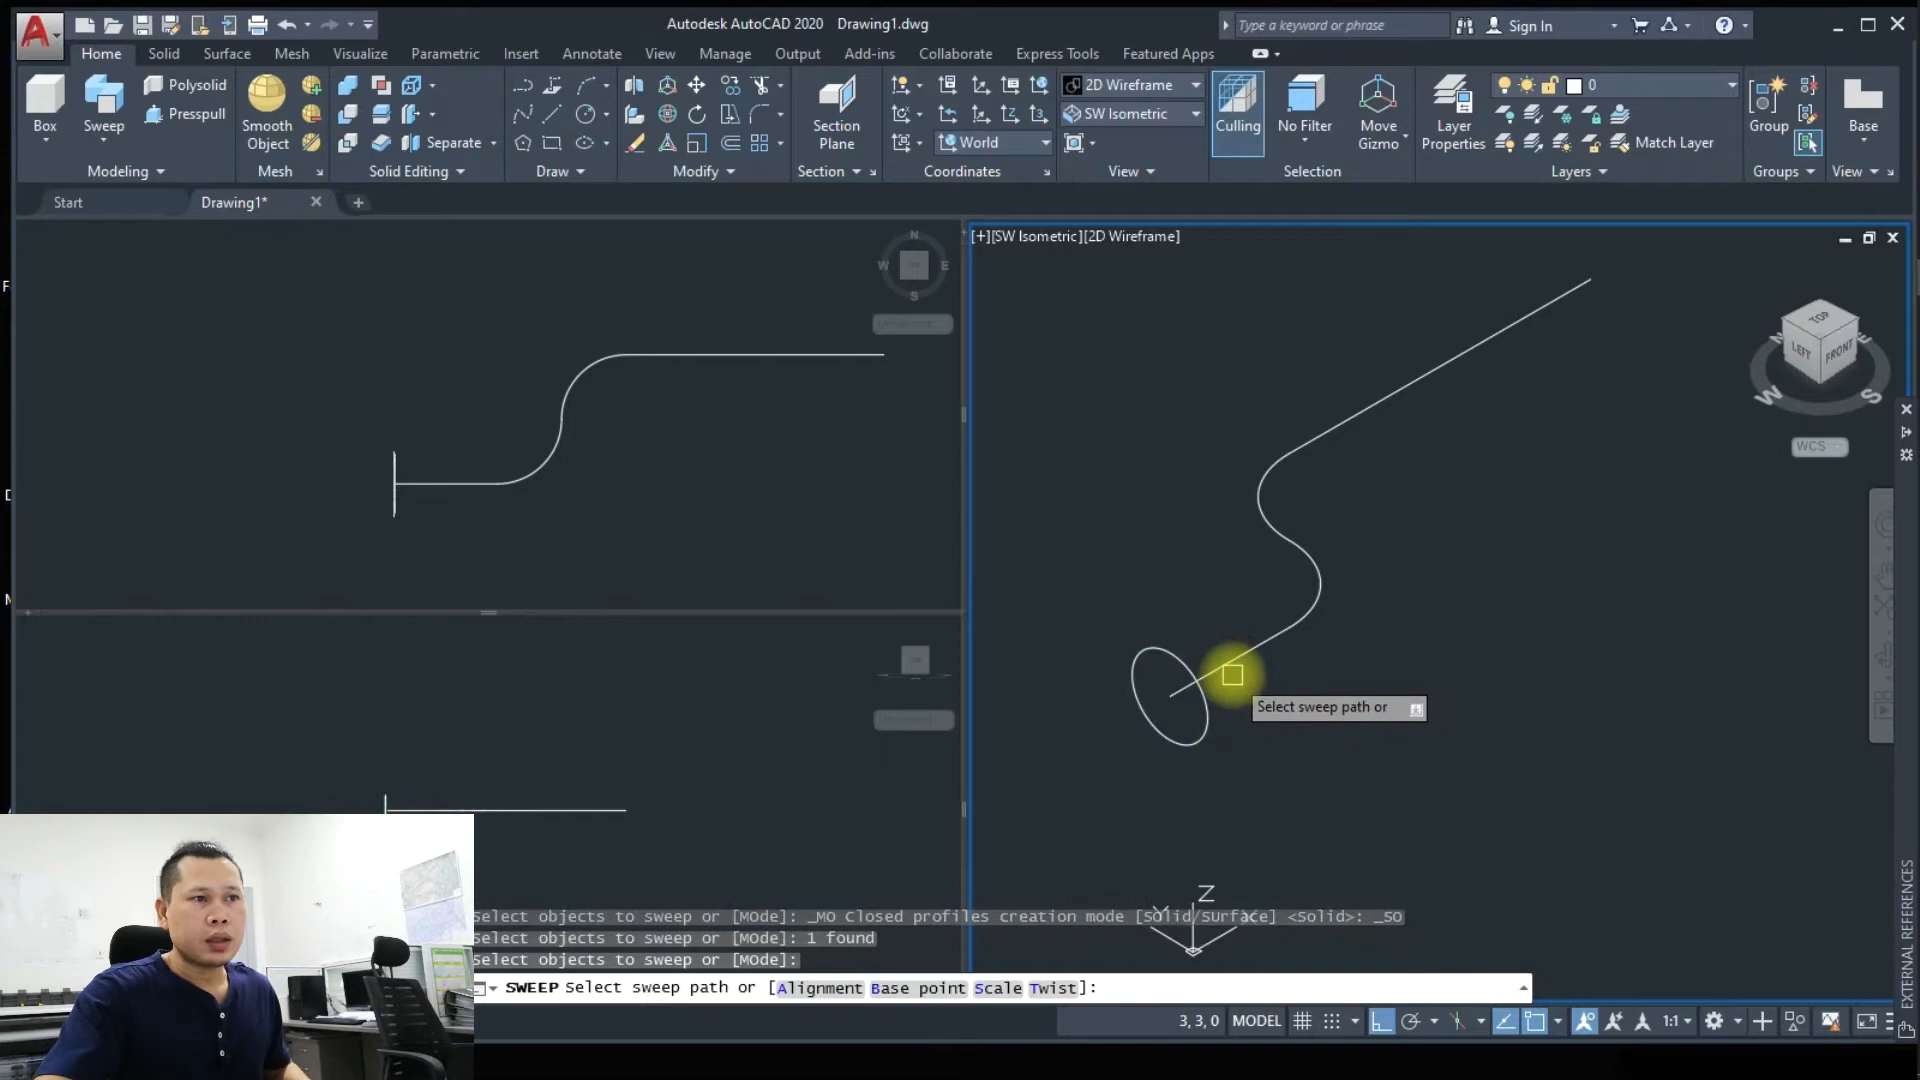 Autodesk AutoCAD 2020 Drawing1.dwg
Type a keyword or phrase
Sign In
Home Solid Surface Mesh Visualize Parametric Insert Annotate View Manage Output Add-ins Collaborate Express Tools Featured Apps
Box
Sweep
Polysolid
Presspull
Modeling
Smooth
Object
Mesh
Separate
Solid Editing
Draw
Modify
Section
Plane
Section
World
Coordinates
2D Wireframe
SW Isometric
View
Culling
No Filter
Move
Gizmo
Selection
Layer
Properties
0
Match Layer
Layers
Group
Groups
Base
View
Start
Drawing1*
[+][SW Isometric][2D Wireframe]
N
W
E
S
TOP
LEFT
FRONT
W
S
WCS
Select sweep path or
Z
Select objects to sweep or [MOde]: _MO Closed profiles creation mode [SOlid/SUrface] <Solid>: _SO
Select objects to sweep or [MOde]: 1 found
Select objects to sweep or [MOde]:
SWEEP Select sweep path or [Alignment Base point Scale Twist]:
3, 3, 0
MODEL
1:1
EXTERNAL REFERENCES